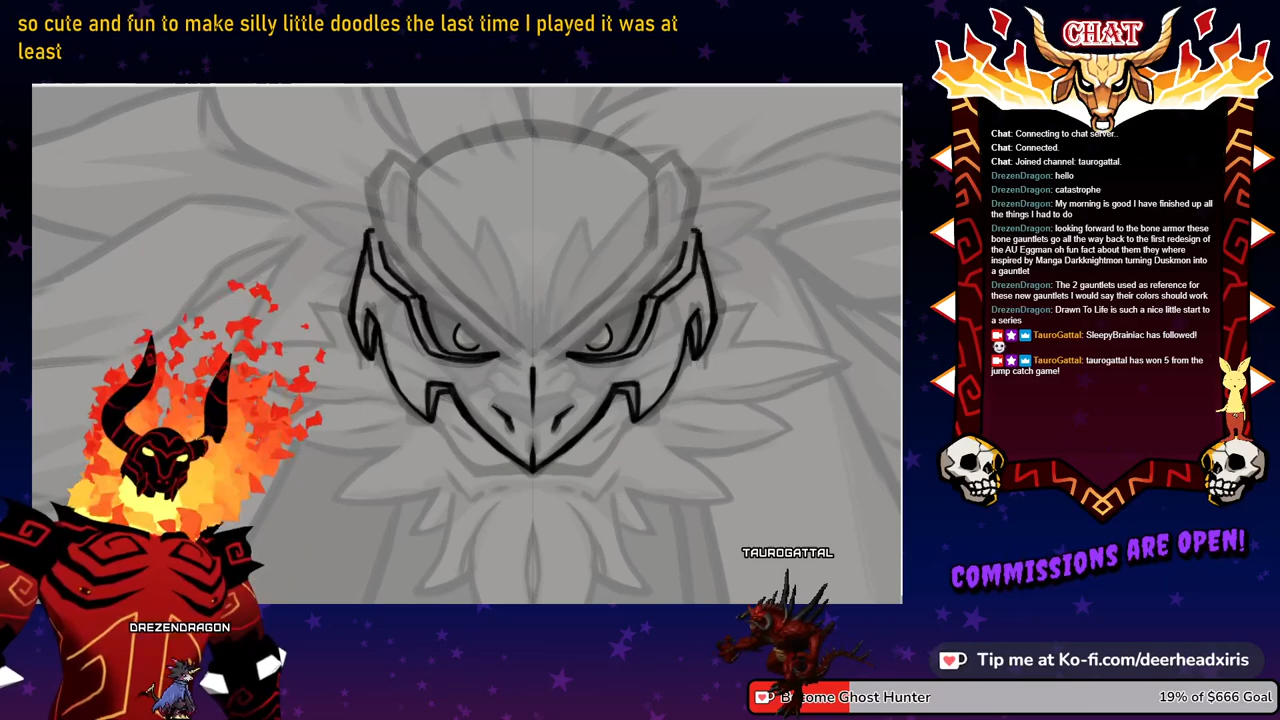 so cute and fun to make silly little doodles the last time I played it was at
least
CHAT
Chat: Connecting to chat server..
Chat: Connected.
Chat: Joined channel: taurogattal.
DrezenDragon: hello
DrezenDragon: catastrophe
DrezenDragon: My morning is good I have finished up all
the things I had to do
DrezenDragon: looking forward to the bone armor these
bone gauntlets go all the way back to the first redesign of
the AU Eggman oh fun fact about them they where
inspired by Manga Darkknightmon turning Duskmon into
a gauntlet
DrezenDragon: The 2 gauntlets used as reference for
these new gauntlets I would say their colors should work
DrezenDragon: Drawn To Life is such a nice little start to
a series
TauroGattal: SleepyBrainiac has followed!
TauroGattal: taurogattal has won 5 from the
jump catch game!
TAUROGATTAL
COMMISSIONS ARE OPEN!
DREZENDRAGON
Tip me at Ko-fi.com/deerheadxiris
Become Ghost Hunter
19% of $666 Goal